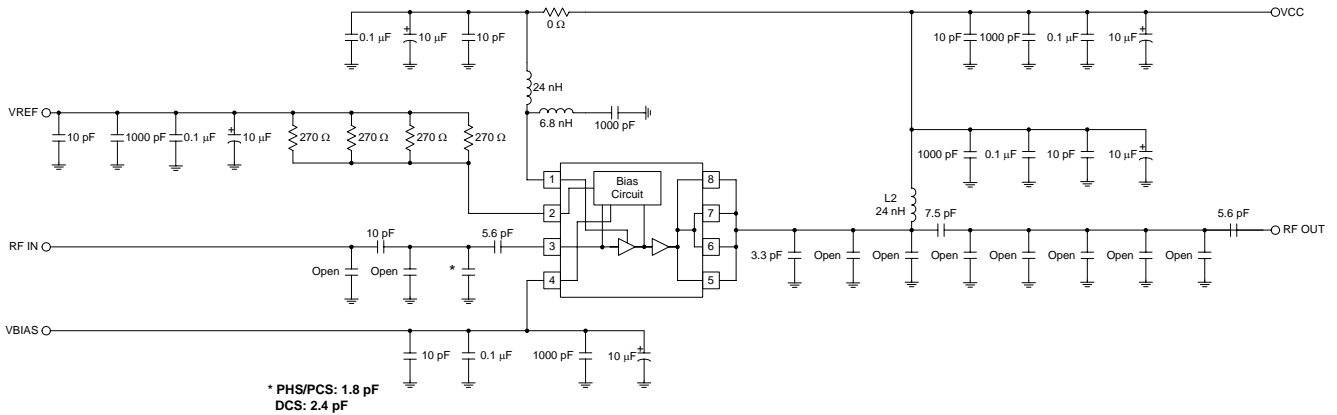 VCC
0 Ω
0.1 µF
10 µF
+
10 pF
10 pF
1000 pF
0.1 µF
10 µF
+
24 nH
VREF
6.8 nH
1000 pF
10 pF
1000 pF
0.1 µF
10 µF
+
270 Ω
270 Ω
270 Ω
270 Ω
1000 pF
0.1 µF
10 pF
10 µF
+
1
Bias
Circuit
8
2
7
L2
24 nH
7.5 pF
5.6 pF
RF IN
10 pF
5.6 pF
3
6
RF OUT
Open
Open
*
4
5
3.3 pF
Open
Open
Open
Open
Open
Open
Open
VBIAS
10 pF
0.1 µF
1000 pF
10 µF
+
* PHS/PCS: 1.8 pF
DCS: 2.4 pF